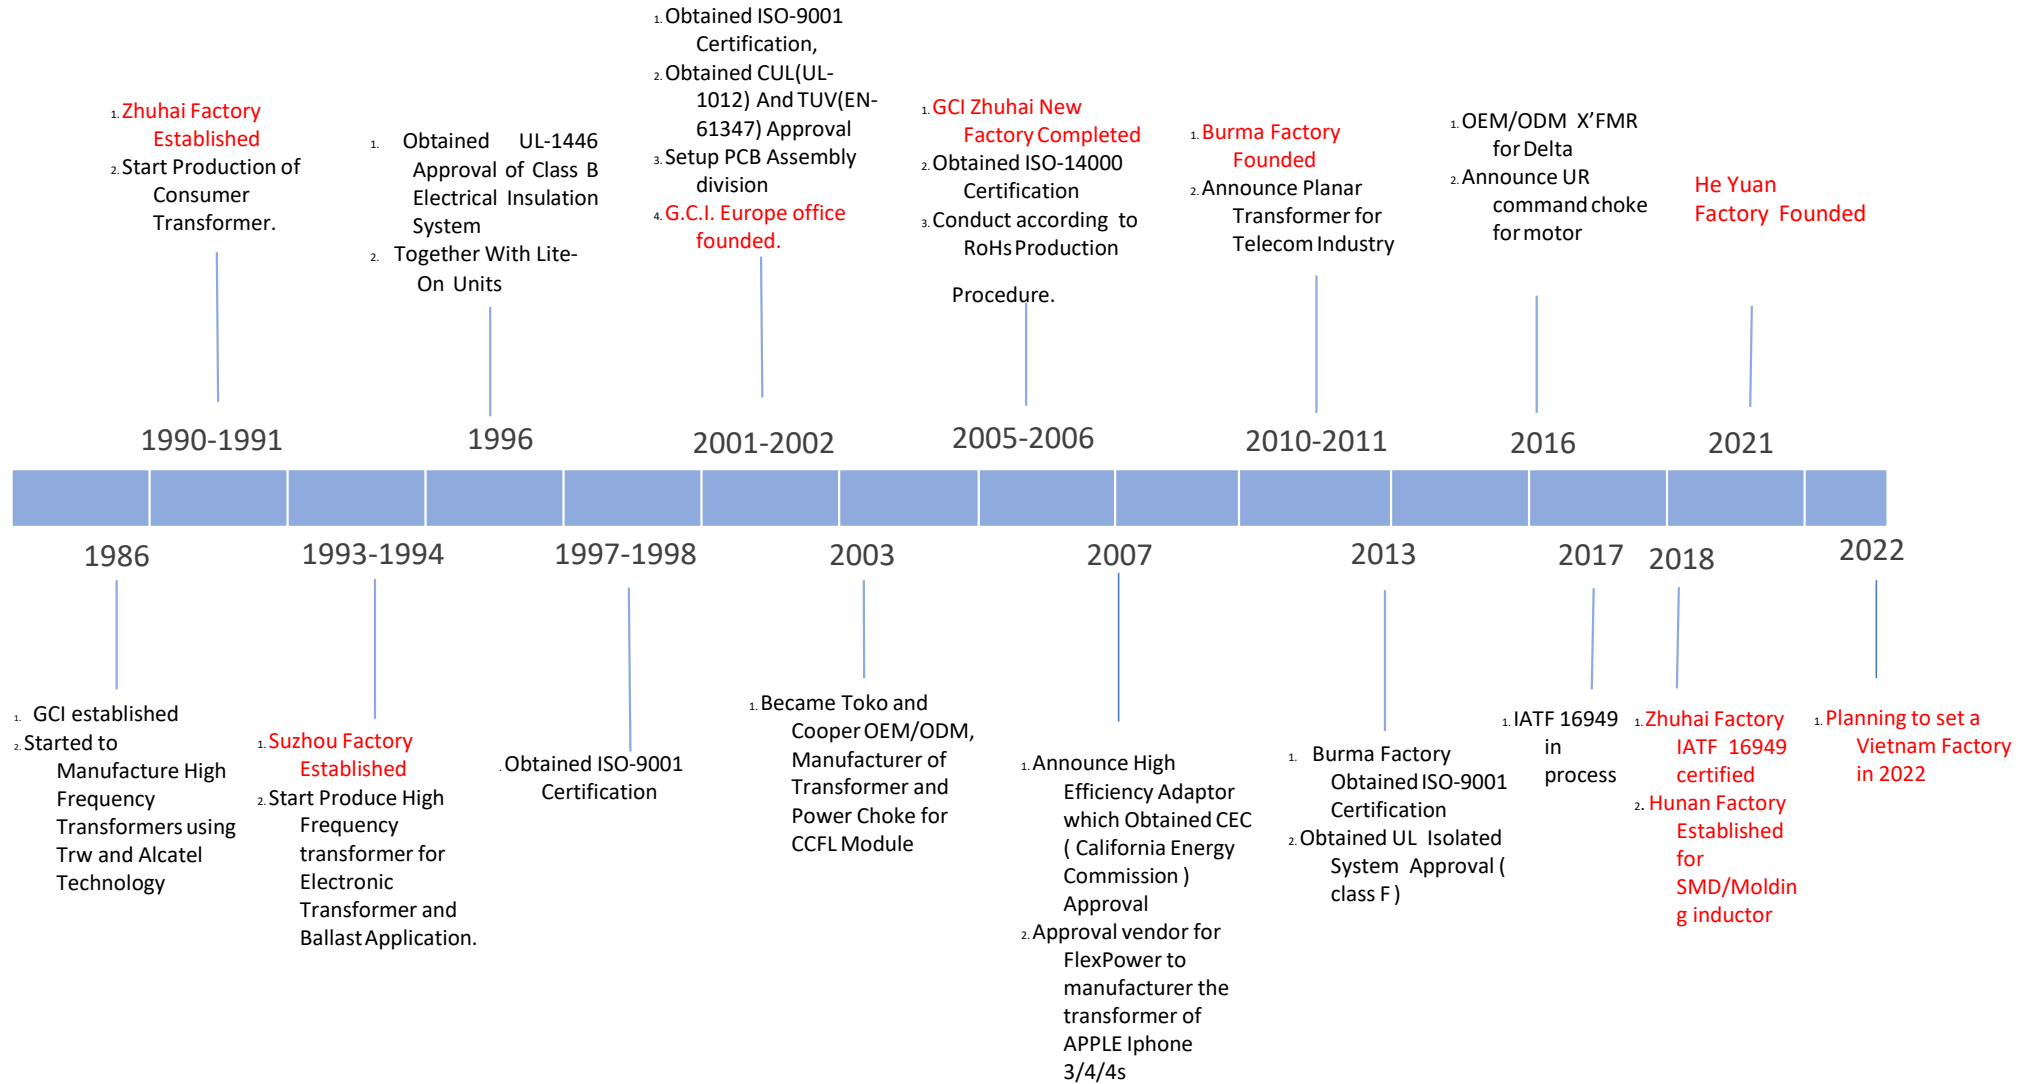 1. Zhuhai Factory
Established
2. Start Production of
Consumer
Transformer.
1990-1991
1. Obtained UL-1446
Approval of Class B
Electrical Insulation
System
2. Together With Lite-
On Units
1996
1. Obtained ISO-9001
Certification,
2. Obtained CUL(UL-
1012) And TUV(EN-
61347) Approval
3. Setup PCB Assembly
division
4. G.C.I. Europe office
founded.
2001-2002
1. GCI Zhuhai New
Factory Completed
2. Obtained ISO-14000
Certification
3. Conduct according to
RoHs Production
Procedure.
2005-2006
1. Burma Factory
Founded
2. Announce Planar
Transformer for
Telecom Industry
2010-2011
1. OEM/ODM X’FMR
for Delta
2. Announce UR
command choke
for motor
2016
He Yuan
Factory Founded
2021
1986
1. GCI established
2. Started to
Manufacture High
Frequency
Transformers using
Trw and Alcatel
Technology
1993-1994
1. Suzhou Factory
Established
2. Start Produce High
Frequency
transformer for
Electronic
Transformer and
Ballast Application.
1997-1998
. Obtained ISO-9001
Certification
2003
1. Became Toko and
Cooper OEM/ODM,
Manufacturer of
Transformer and
Power Choke for
CCFL Module
2007
1. Announce High
Efficiency Adaptor
which Obtained CEC
( California Energy
Commission )
Approval
2. Approval vendor for
FlexPower to
manufacturer the
transformer of
APPLE Iphone
3/4/4s
2013
1. Burma Factory
Obtained ISO-9001
Certification
2. Obtained UL Isolated
System Approval (
class F )
2017
1. IATF 16949
in
process
2018
1. Zhuhai Factory
IATF 16949
certified
2. Hunan Factory
Established
for
SMD/Moldin
g inductor
2022
1. Planning to set a
Vietnam Factory
in 2022